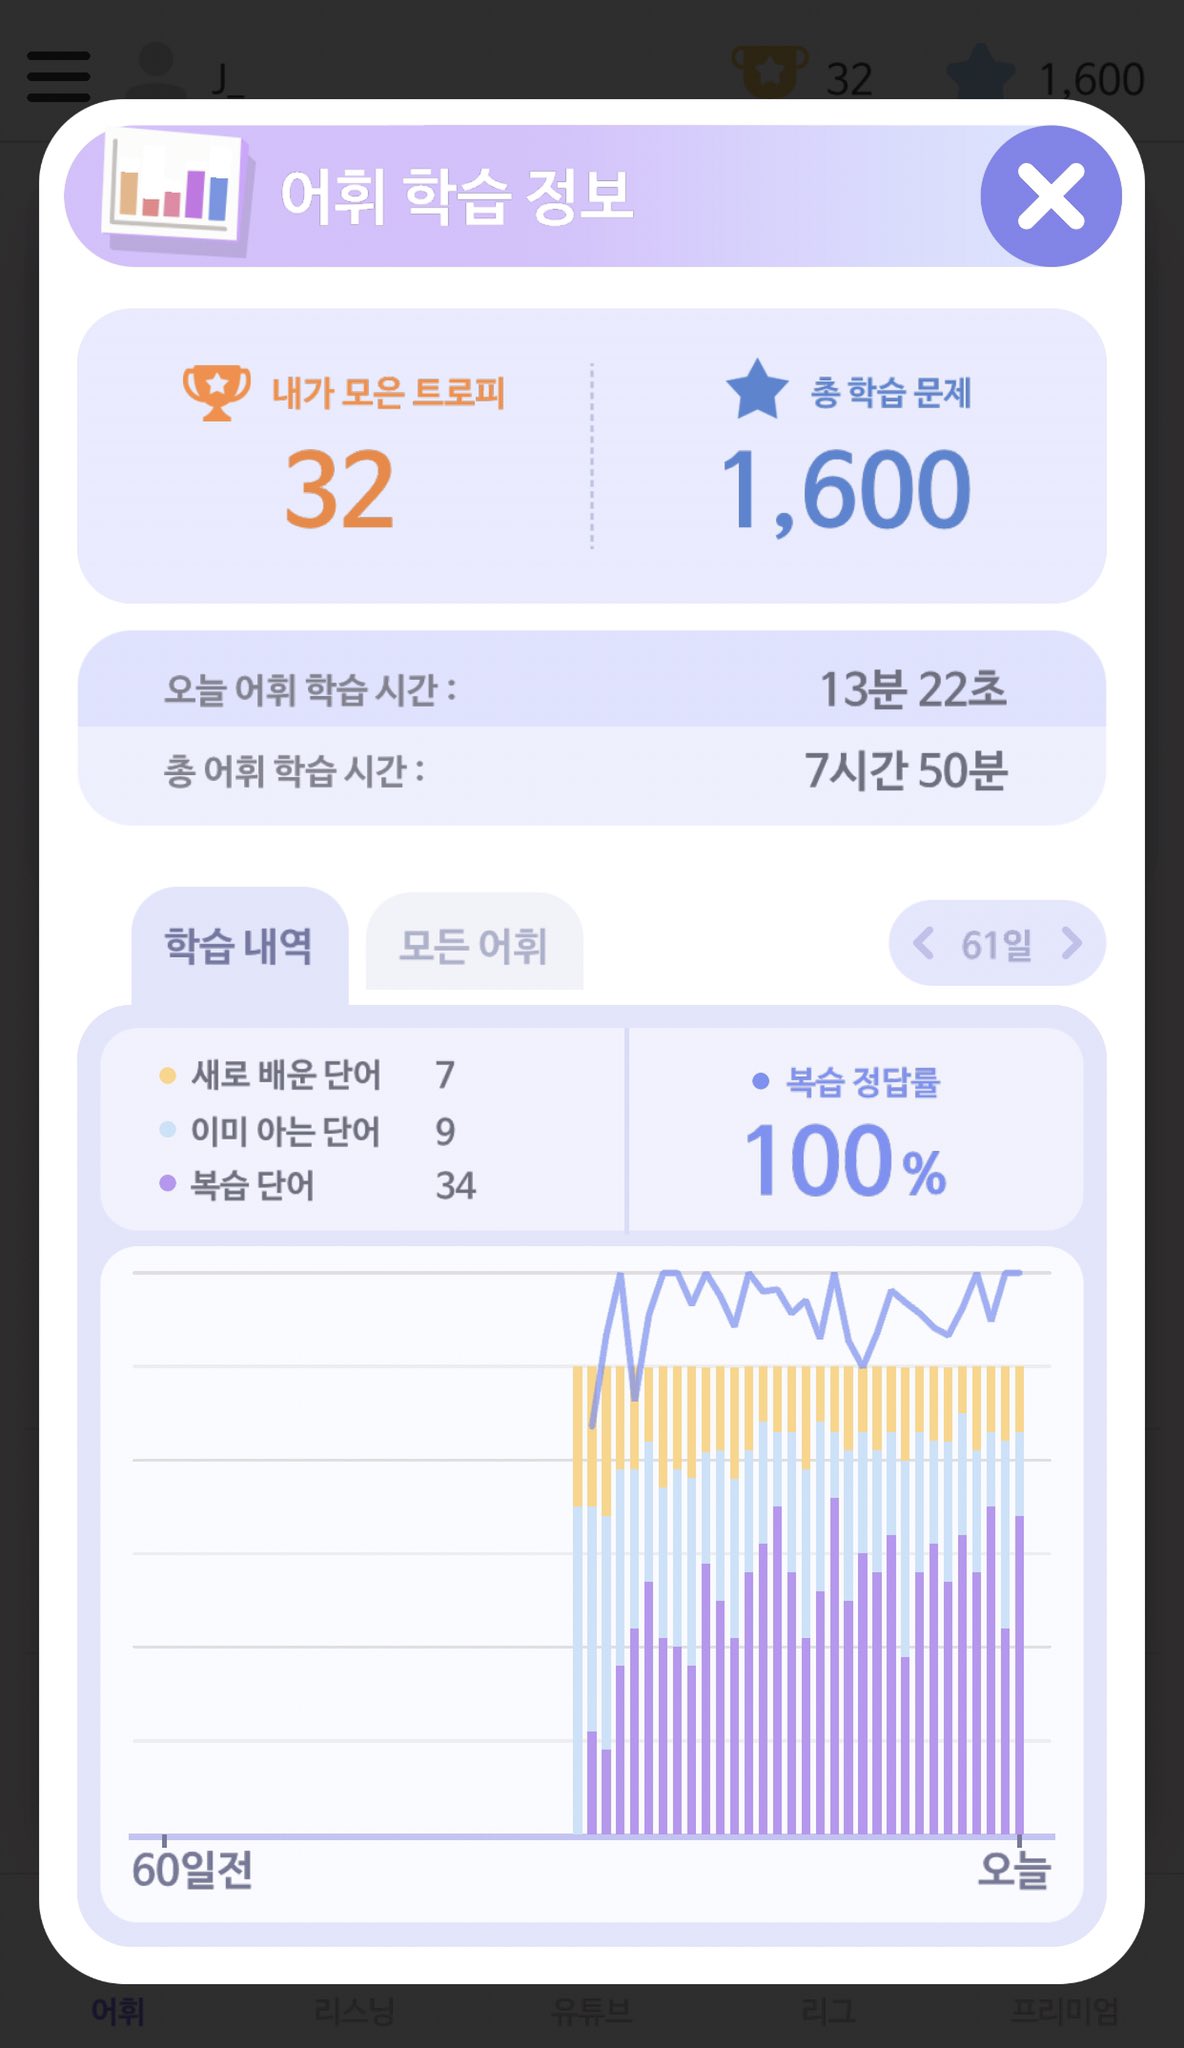 J_
32
1,600
어휘 학습 정보
내가 모은 트로피
32
총 학습 문제
1,600
오늘 어휘 학습 시간 : 13분 22초
총 어휘 학습 시간 : 7시간 50분
학습 내역
모든 어휘
61일
새로 배운 단어 7
이미 아는 단어 9
복습 단어 34
복습 정답률
100%
60일전
오늘
어휘
리스닝
유튜브
리그
프리미엄